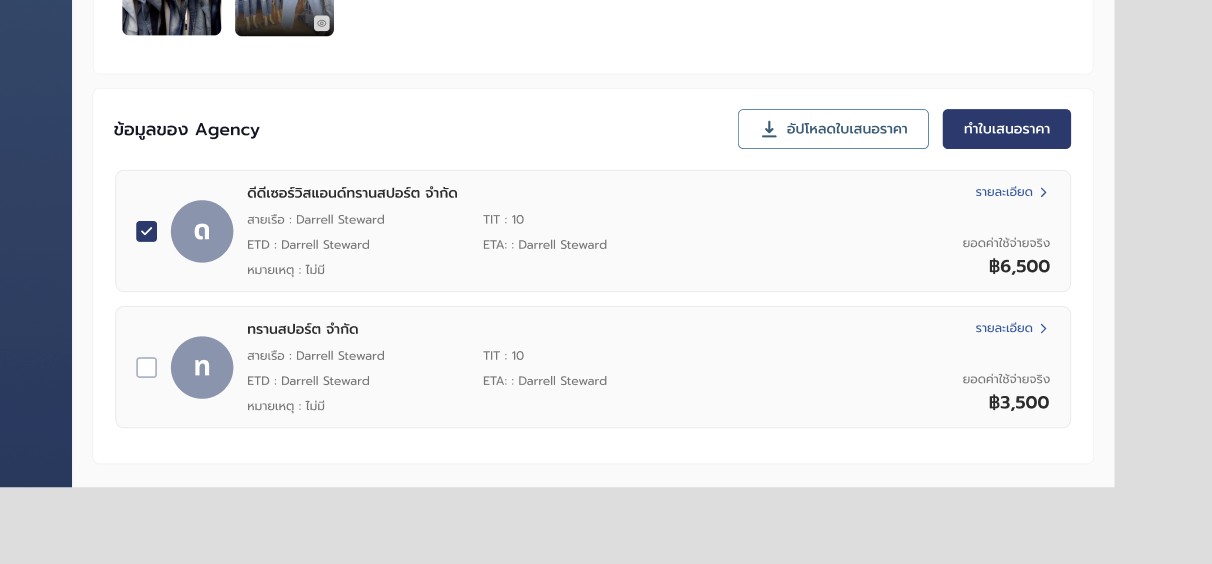 ข้อมูลของ Agency
อัปโหลดใบเสนอราคา
ทำใบเสนอราคา
ด
ดีดีเซอร์วิสแอนด์ทรานสปอร์ต จำกัด
รายละเอียด
สายเรือ : Darrell Steward
TIT : 10
ETD : Darrell Steward
ETA: : Darrell Steward
ยอดค่าใช้จ่ายจริง
หมายเหตุ : ไม่มี
฿6,500
ท
ทรานสปอร์ต จำกัด
รายละเอียด
สายเรือ : Darrell Steward
TIT : 10
ETD : Darrell Steward
ETA: : Darrell Steward
ยอดค่าใช้จ่ายจริง
หมายเหตุ : ไม่มี
฿3,500